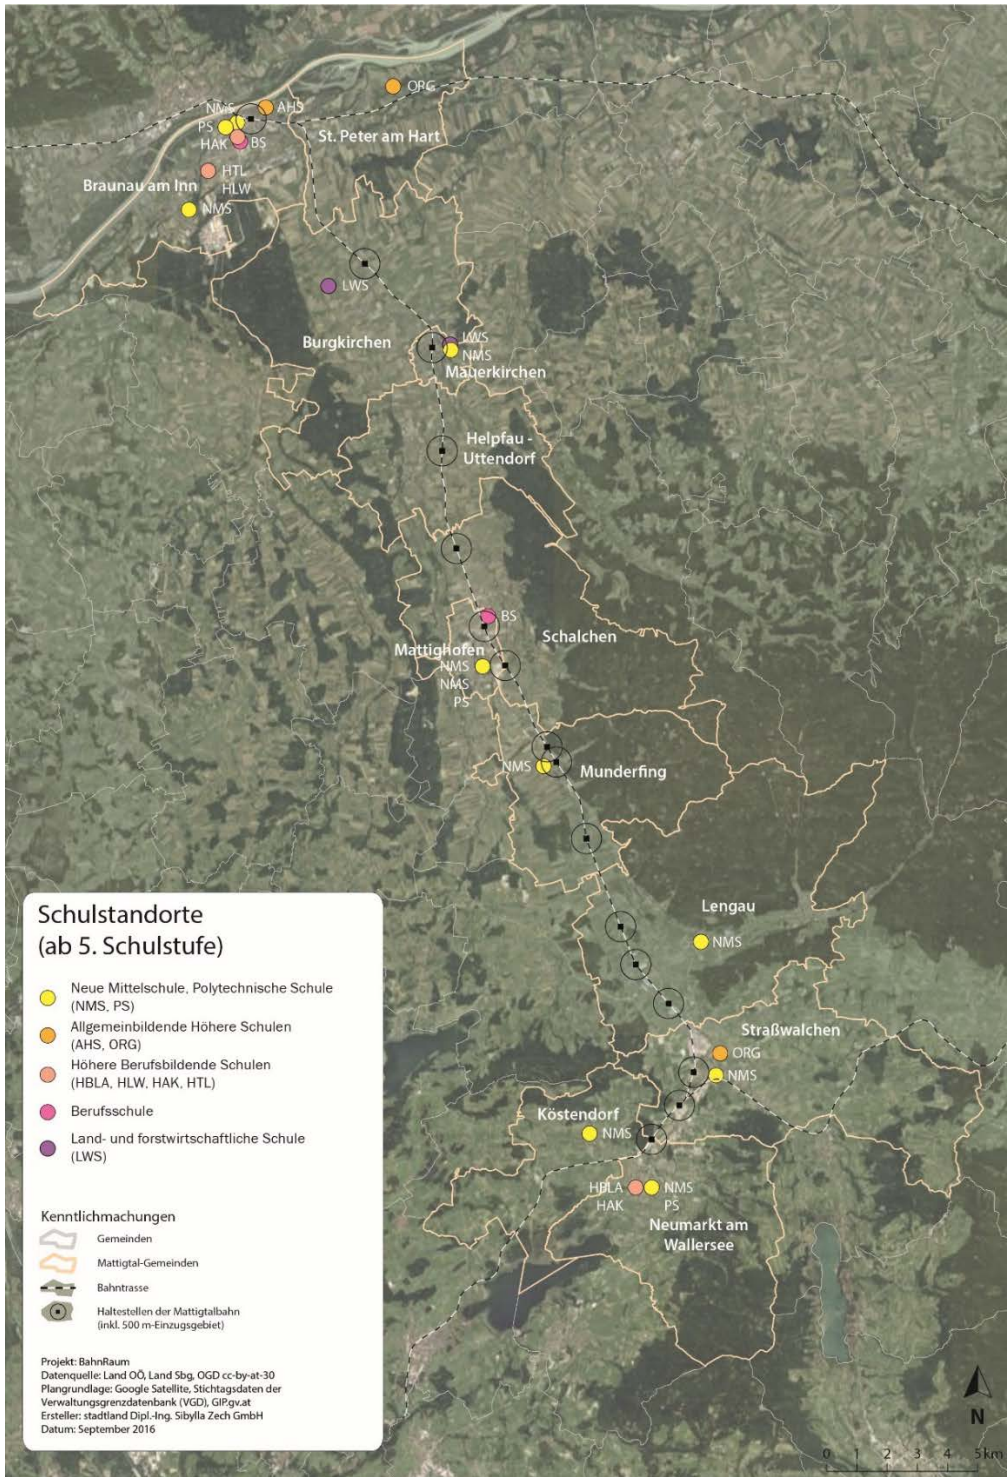 ORG
NMS
AHS
PS
HAK
BS
St. Peter am Hart
HTL
HLW
Braunau am Inn
NMS
LWS
Burgkirchen
LWS
NMS
Mauerkirchen
Helpfau -
Uttendorf
BS
Schalchen
Mattighofen
NMS
NMS
PS
NMS
Munderfing
Lengau
NMS
Straßwalchen
ORG
NMS
Köstendorf
NMS
HBLA
HAK
NMS
PS
Neumarkt am
Wallersee
Schulstandorte
(ab 5. Schulstufe)
Neue Mittelschule, Polytechnische Schule
(NMS, PS)
Allgemeinbildende Höhere Schulen
(AHS, ORG)
Höhere Berufsbildende Schulen
(HBLA, HLW, HAK, HTL)
Berufsschule
Land- und forstwirtschaftliche Schule
(LWS)
Kenntlichmachungen
Gemeinden
Mattigtal-Gemeinden
Bahntrasse
Haltestellen der Mattigtalbahn
(inkl. 500 m-Einzugsgebiet)
Projekt: BahnRaum
Datenquelle: Land OÖ, Land Sbg, OGD cc-by-at-30
Plangrundlage: Google Satellite, Stichtagsdaten der
Verwaltungsgrenzdatenbank (VGD), GIP.gv.at
Ersteller: stadtland Dipl.-Ing. Sibylla Zech GmbH
Datum: September 2016
N
0 1 2 3 4 5 km